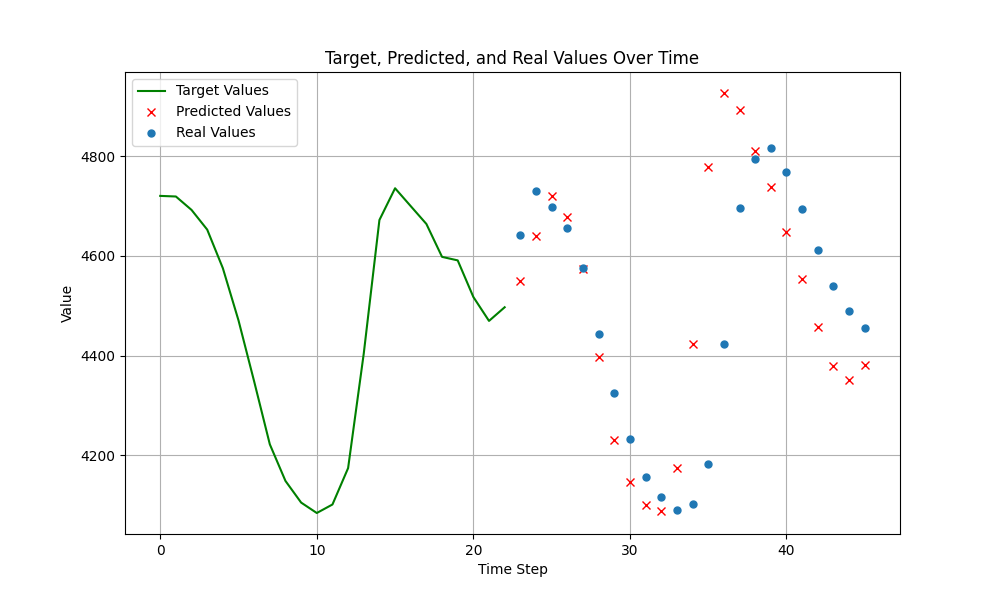 Target, Predicted, and Real Values Over Time
Target Values
Predicted Values
Real Values
Value
4800
4600
4400
4200
0 10 20 30 40
Time Step